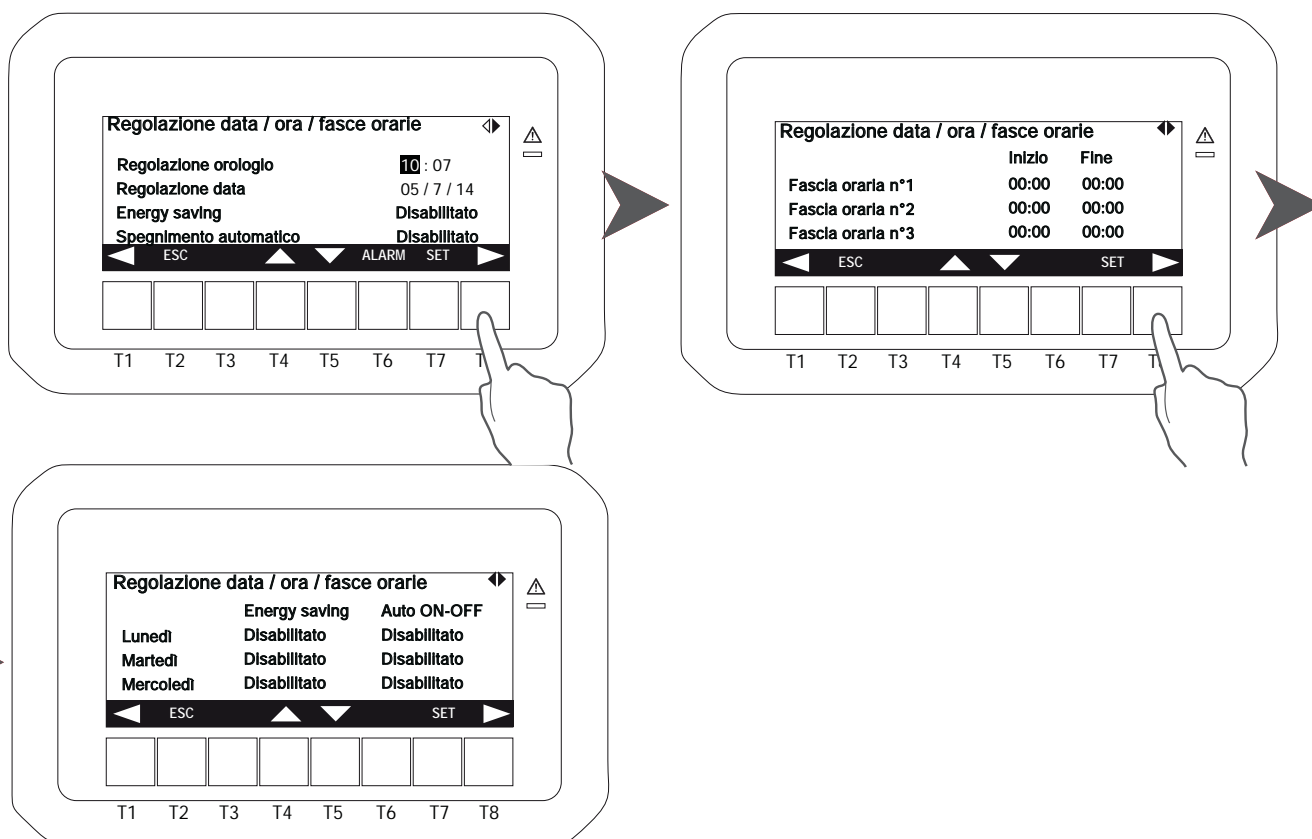 Regolazione data / ora / fasce orarie
Regolazione orologio 10 : 07
Regolazione data 05 / 7 / 14
Energy saving Disabilitato
Spegnimento automatico Disabilitato
ESC ALARM SET
T1 T2 T3 T4 T5 T6 T7 T
Regolazione data / ora / fasce orarie
Inizio Fine
Fascia oraria n°1 00:00 00:00
Fascia oraria n°2 00:00 00:00
Fascia oraria n°3 00:00 00:00
ESC SET
T1 T2 T3 T4 T5 T6 T7 T
Regolazione data / ora / fasce orarie
Energy saving Auto ON-OFF
Lunedì Disabilitato Disabilitato
Martedì Disabilitato Disabilitato
Mercoledì Disabilitato Disabilitato
ESC SET
T1 T2 T3 T4 T5 T6 T7 T8